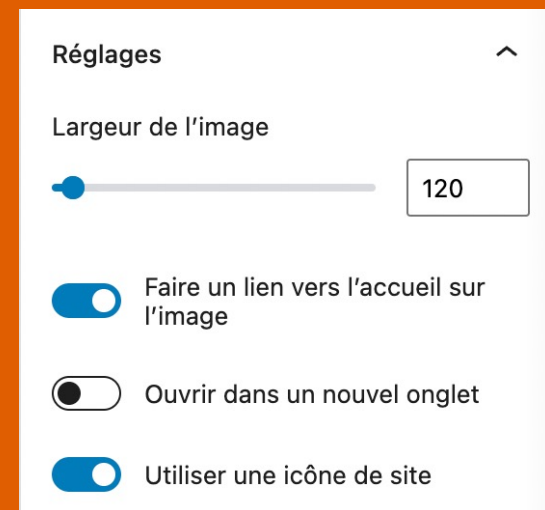 Réglages
Largeur de l’image
120
Faire un lien vers l’accueil sur
l’image
Ouvrir dans un nouvel onglet
Utiliser une icône de site